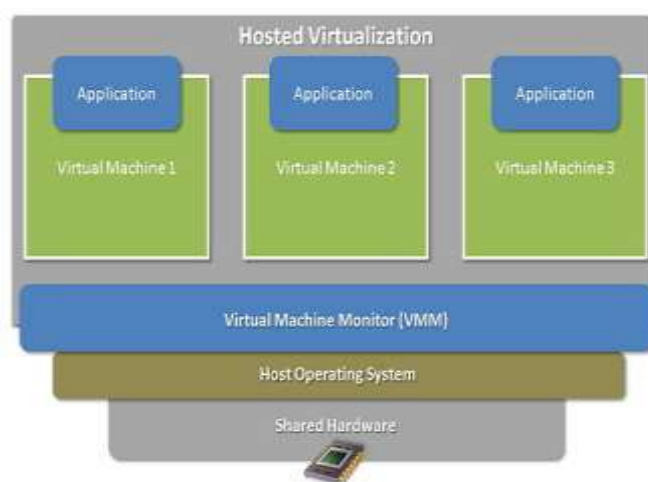 Hosted Virtualization
Application
Application
Application
Virtual Machine 1
Virtual Machine 2
Virtual Machine 3
Virtual Machine Monitor (VMM)
Host Operating System
Shared Hardware